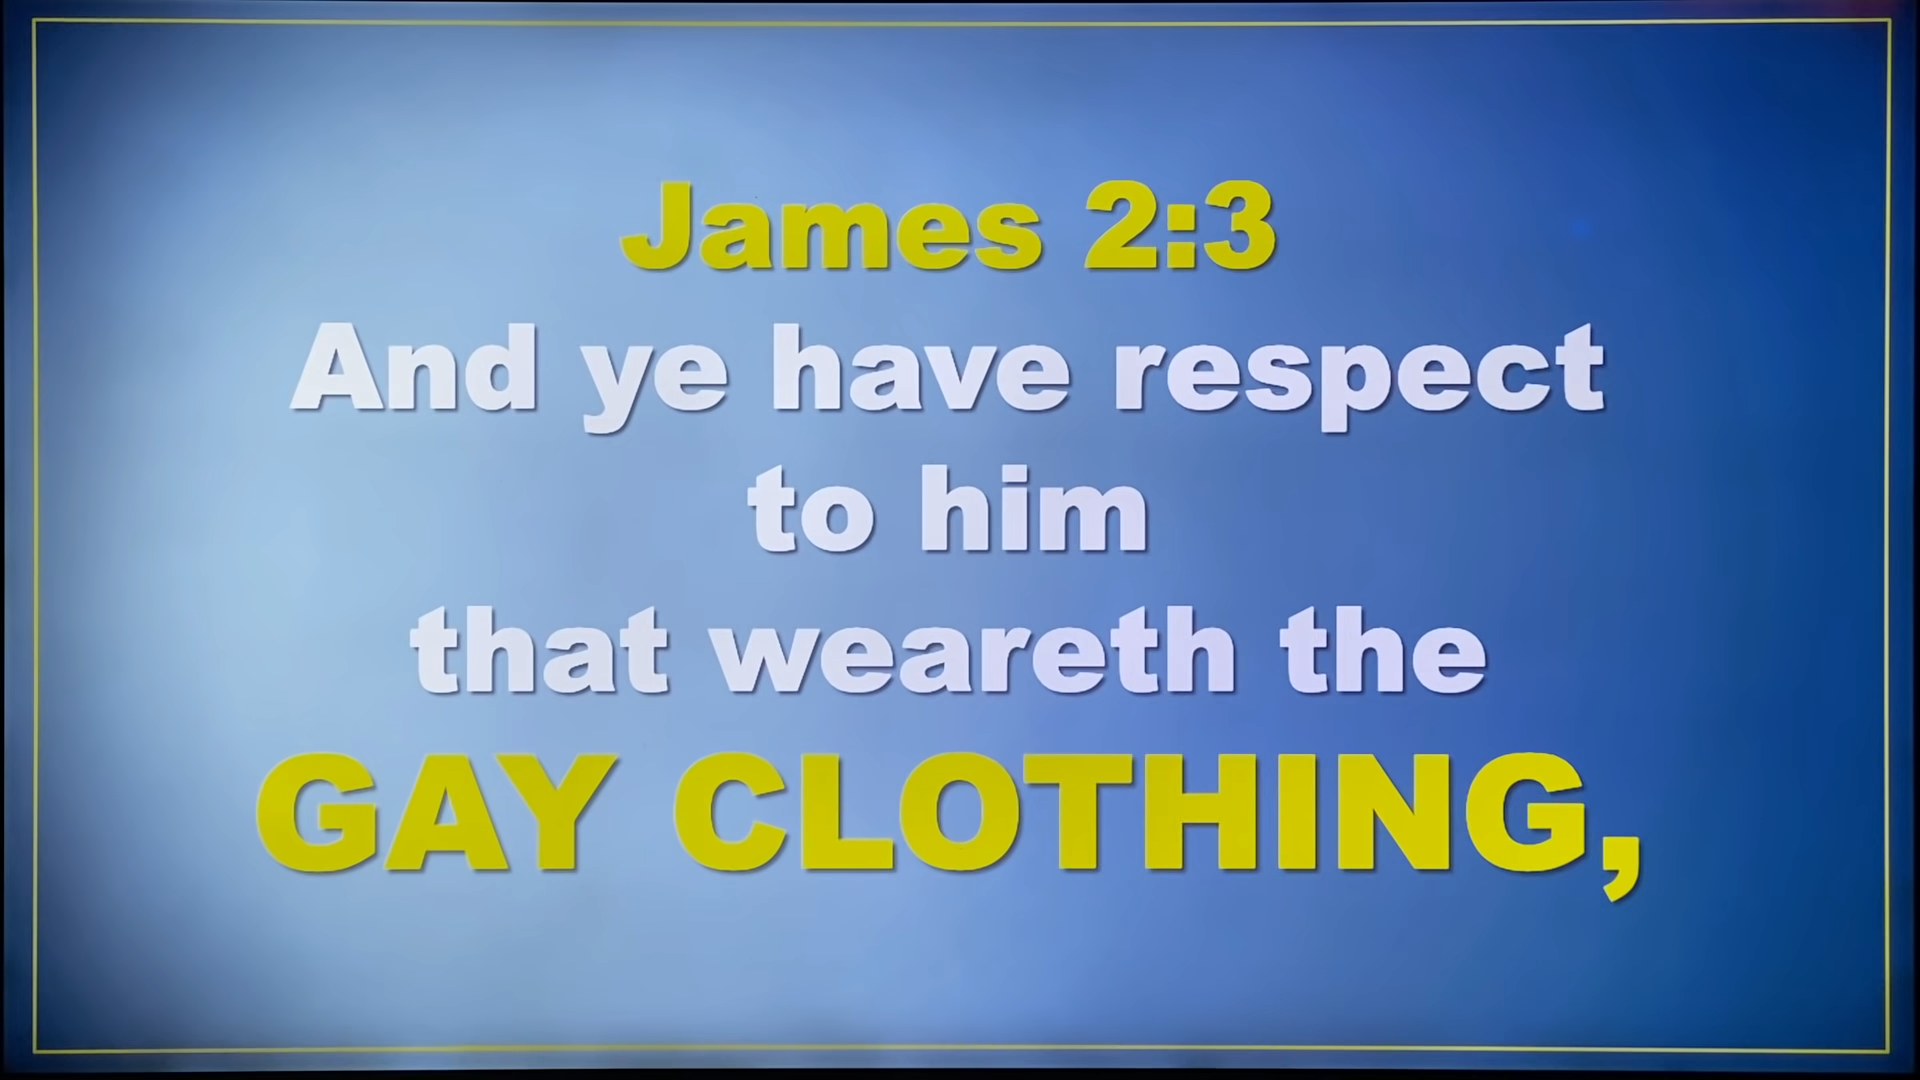 James 2:3
And ye have respect
to him
that weareth the
GAY CLOTHING,